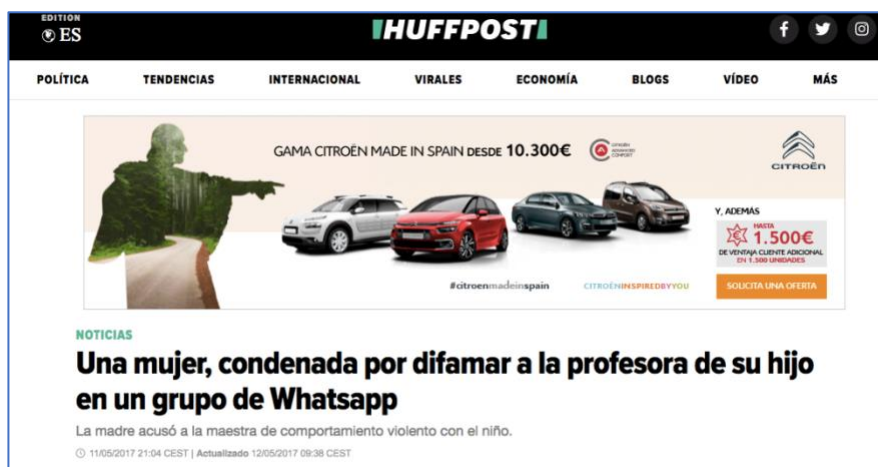 EDITION
ES
HUFFPOST
f
POLÍTICA TENDENCIAS INTERNACIONAL VIRALES ECONOMÍA BLOGS VÍDEO MÁS
GAMA CITROËN MADE IN SPAIN DESDE 10.300€
CITROËN
ADVANCED
COMFORT
CITROËN
Y, ADEMÁS
HASTA
1.500€
DE VENTAJA CLIENTE ADICIONAL
EN 1.500 UNIDADES
#citroenmadeinspain CITROËNINSPIREDBYYOU SOLICITA UNA OFERTA
NOTICIAS
Una mujer, condenada por difamar a la profesora de su hijo
en un grupo de Whatsapp
La madre acusó a la maestra de comportamiento violento con el niño.
11/05/2017 21:04 CEST | Actualizado 12/05/2017 09:38 CEST